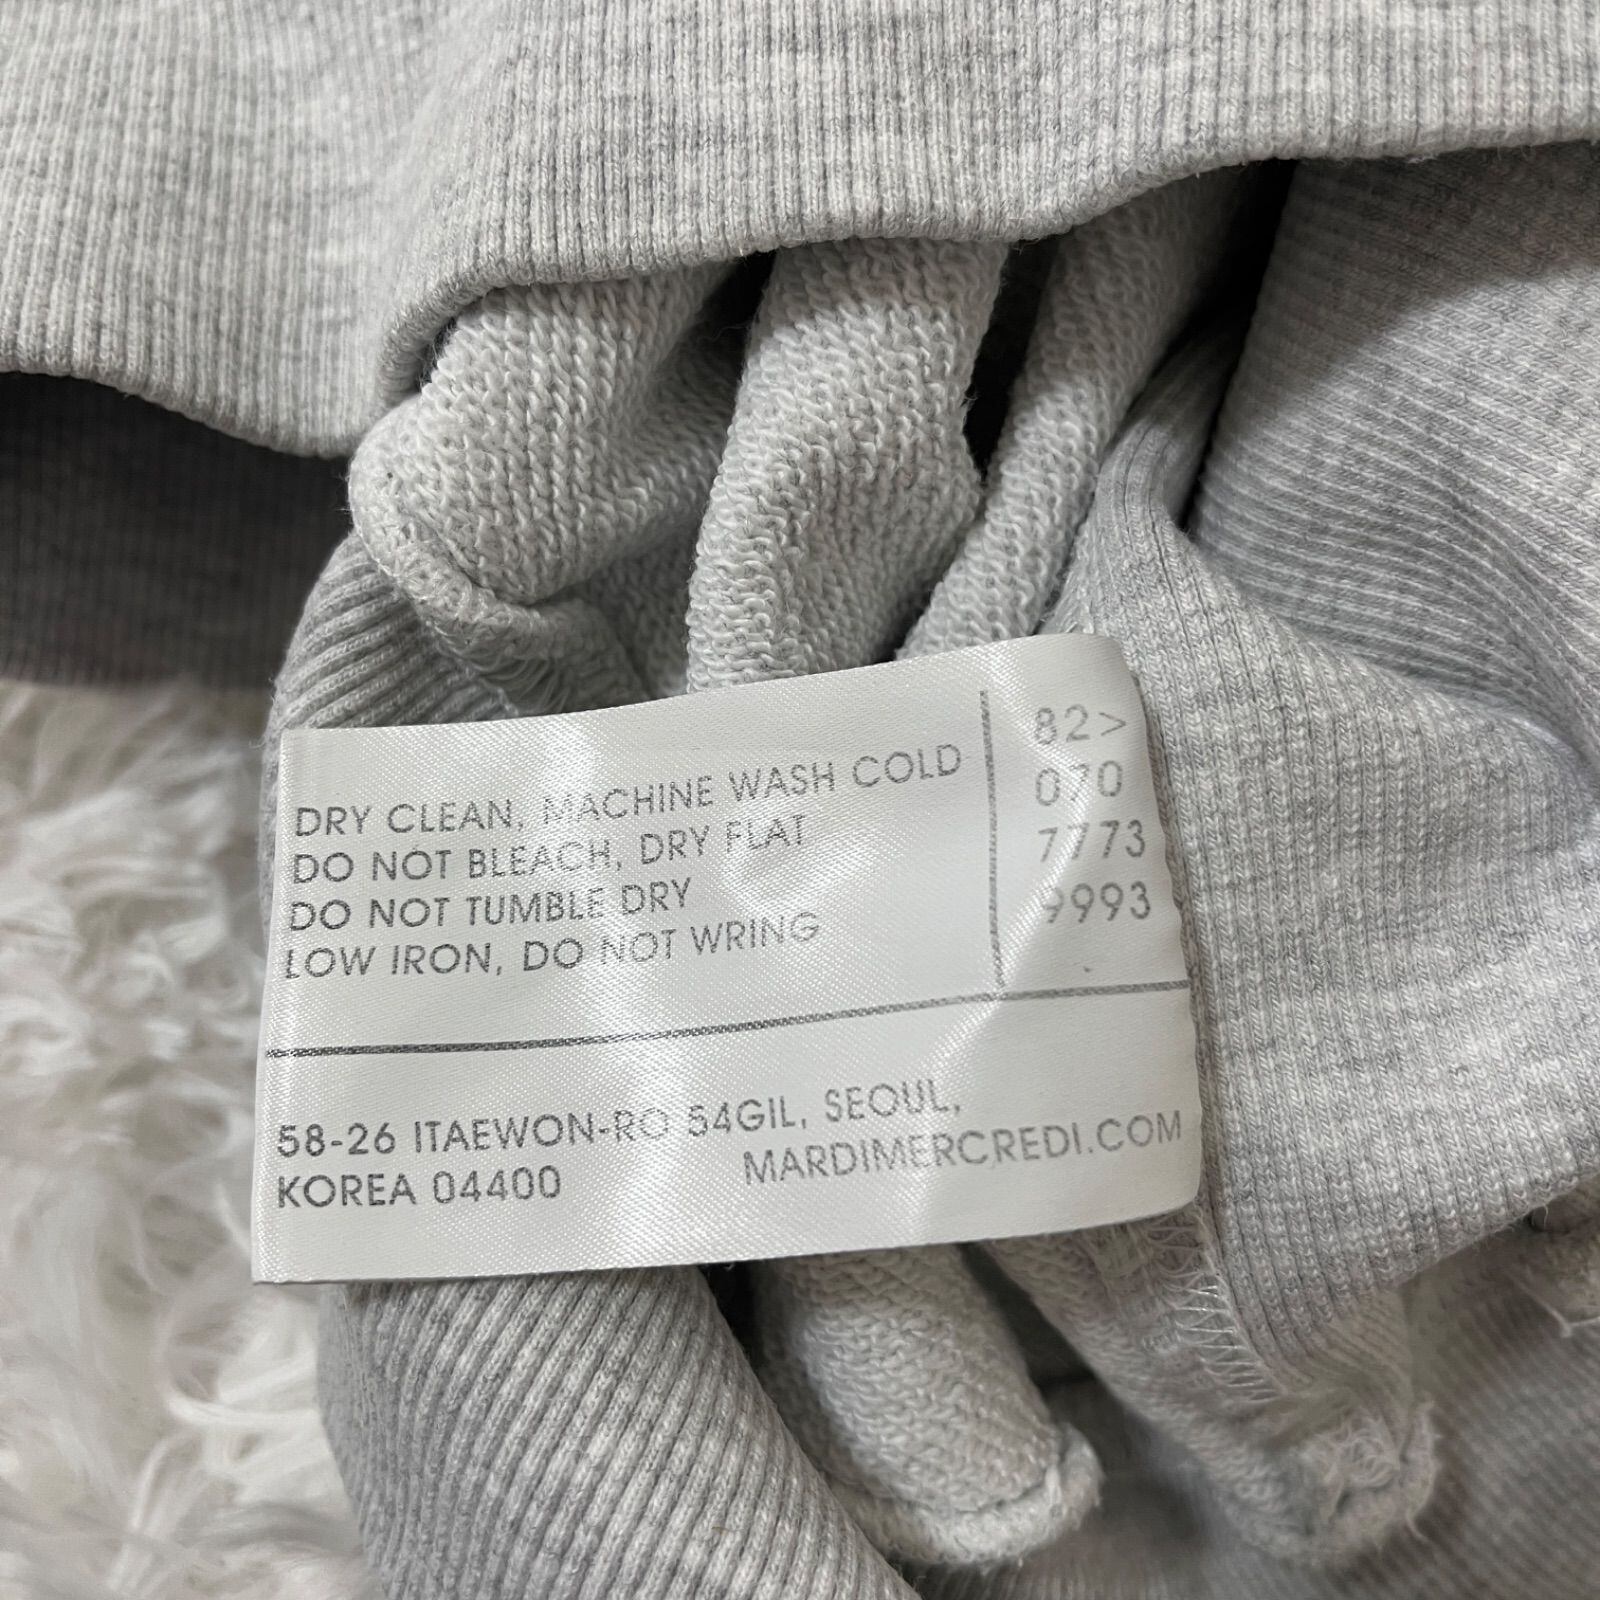 DRY CLEAN, MACHINE WASH COLD
DO NOT BLEACH, DRY FLAT
DO NOT TUMBLE DRY
LOW IRON, DO NOT WRING
82>
070
7773
9993
58-26 ITAEWON-RO 54GIL, SEOUL,
KOREA 04400
MARDIMERCREDI.COM